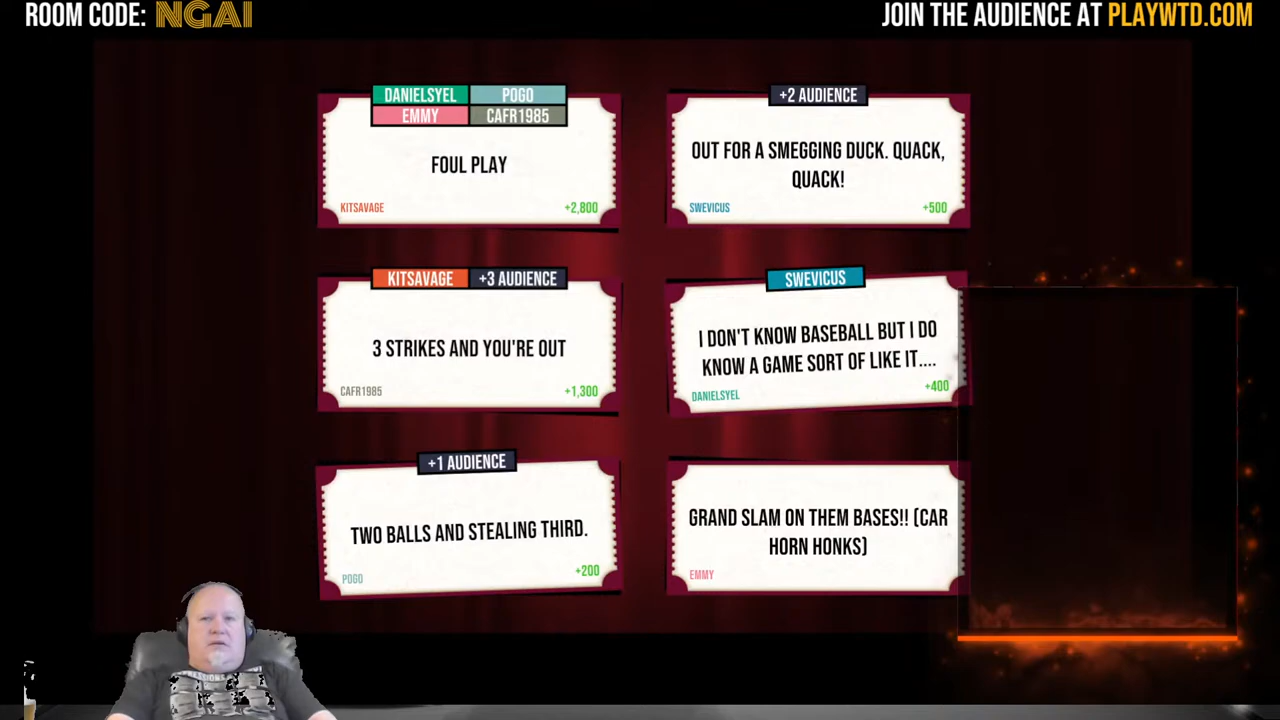 ROOM CODE: NGAI
JOIN THE AUDIENCE AT PLAYWTD.COM
DANIELSYEL POGO
EMMY CAFR1985
FOUL PLAY
KITSAVAGE +2,800
+2 AUDIENCE
OUT FOR A SMEGGING DUCK. QUACK,
QUACK!
SWEVICUS +500
KITSAVAGE +3 AUDIENCE
3 STRIKES AND YOU'RE OUT
CAFR1985 +1,300
SWEVICUS
I DON'T KNOW BASEBALL BUT I DO
KNOW A GAME SORT OF LIKE IT....
DANIELSYEL +400
+1 AUDIENCE
TWO BALLS AND STEALING THIRD.
POGO +200
GRAND SLAM ON THEM BASES!! (CAR
HORN HONKS)
EMMY